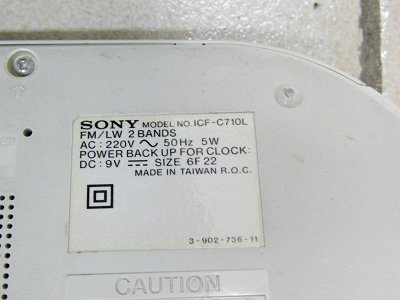 SONY MODEL NO. ICF-C710L
FM/LW 2 BANDS
AC: 220V ～ 50Hz 5W
POWER BACK UP FOR CLOCK:
DC: 9V ⎓ SIZE 6F22
MADE IN TAIWAN R.O.C.
3-902-736-11
CAUTION